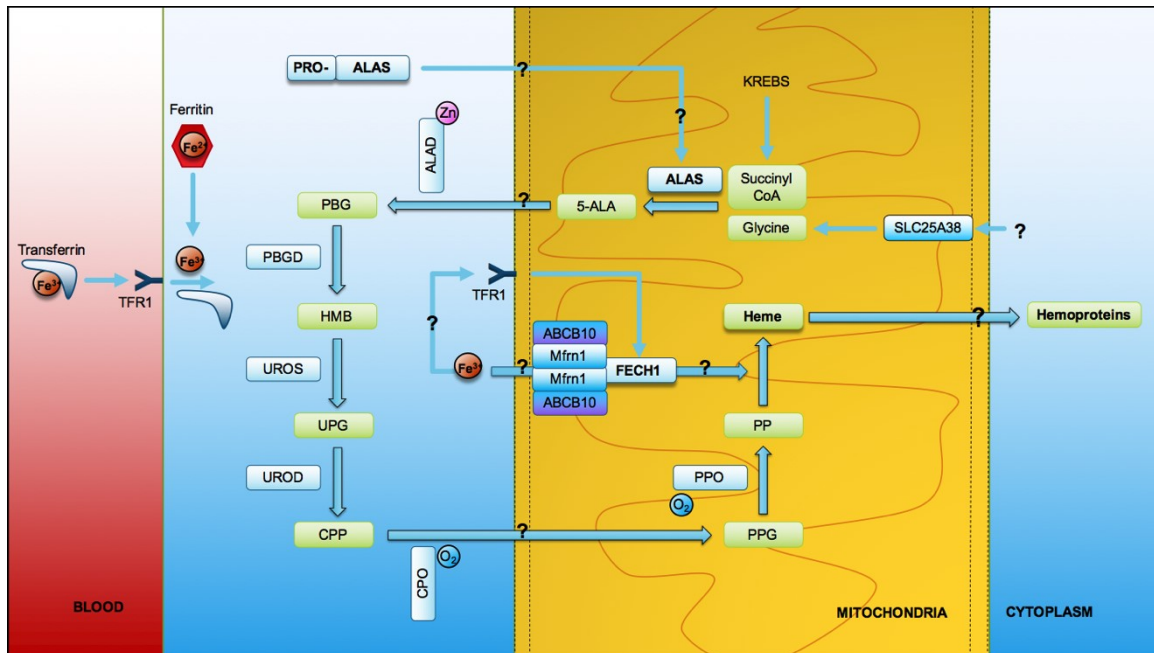 PRO- ALAS
?
KREBS
Ferritin
Zn
Fe²⁺
ALAD
?
ALAS
Succinyl
CoA
PBG
?
5-ALA
Glycine
SLC25A38
?
Transferrin
Fe³⁺
PBGD
Fe³⁺
TFR1
TFR1
HMB
?
Heme
?
Hemoproteins
ABCB10
Mfrn1
Fe³⁺
?
FECH1
?
Mfrn1
ABCB10
UROS
UPG
PP
UROD
PPO
O₂
CPP
?
PPG
O₂
CPO
BLOOD
MITOCHONDRIA
CYTOPLASM